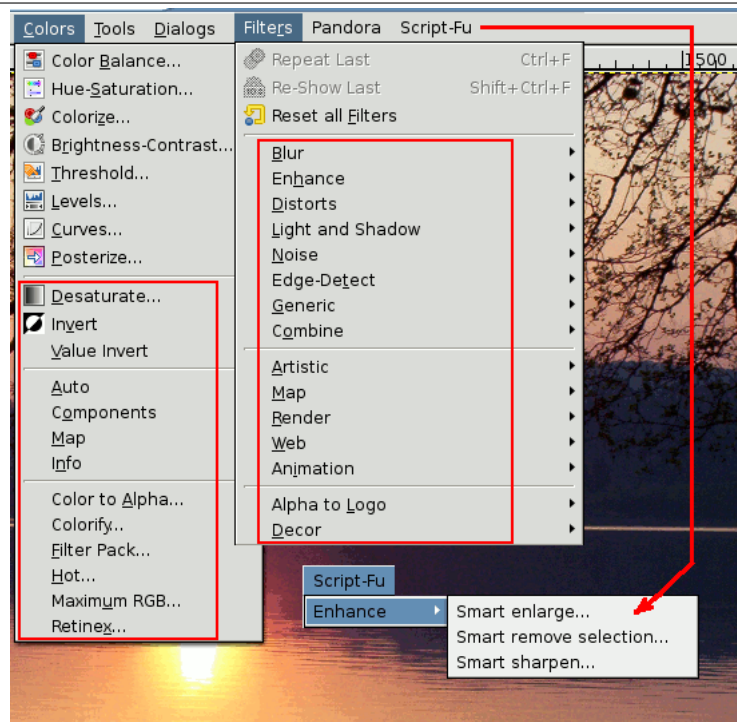 Colors Tools Dialogs Filters Pandora Script-Fu
Color Balance...
Hue-Saturation...
Colorize...
Brightness-Contrast...
Threshold...
Levels...
Curves...
Posterize...
Desaturate...
Invert
Value Invert
Auto
Components
Map
Info
Color to Alpha...
Colorify...
Filter Pack...
Hot...
Maximum RGB...
Retinex...
Repeat Last Ctrl+F
Re-Show Last Shift+Ctrl+F
Reset all Filters
Blur
Enhance
Distorts
Light and Shadow
Noise
Edge-Detect
Generic
Combine
Artistic
Map
Render
Web
Animation
Alpha to Logo
Decor
1500
Script-Fu
Enhance
Smart enlarge...
Smart remove selection...
Smart sharpen...